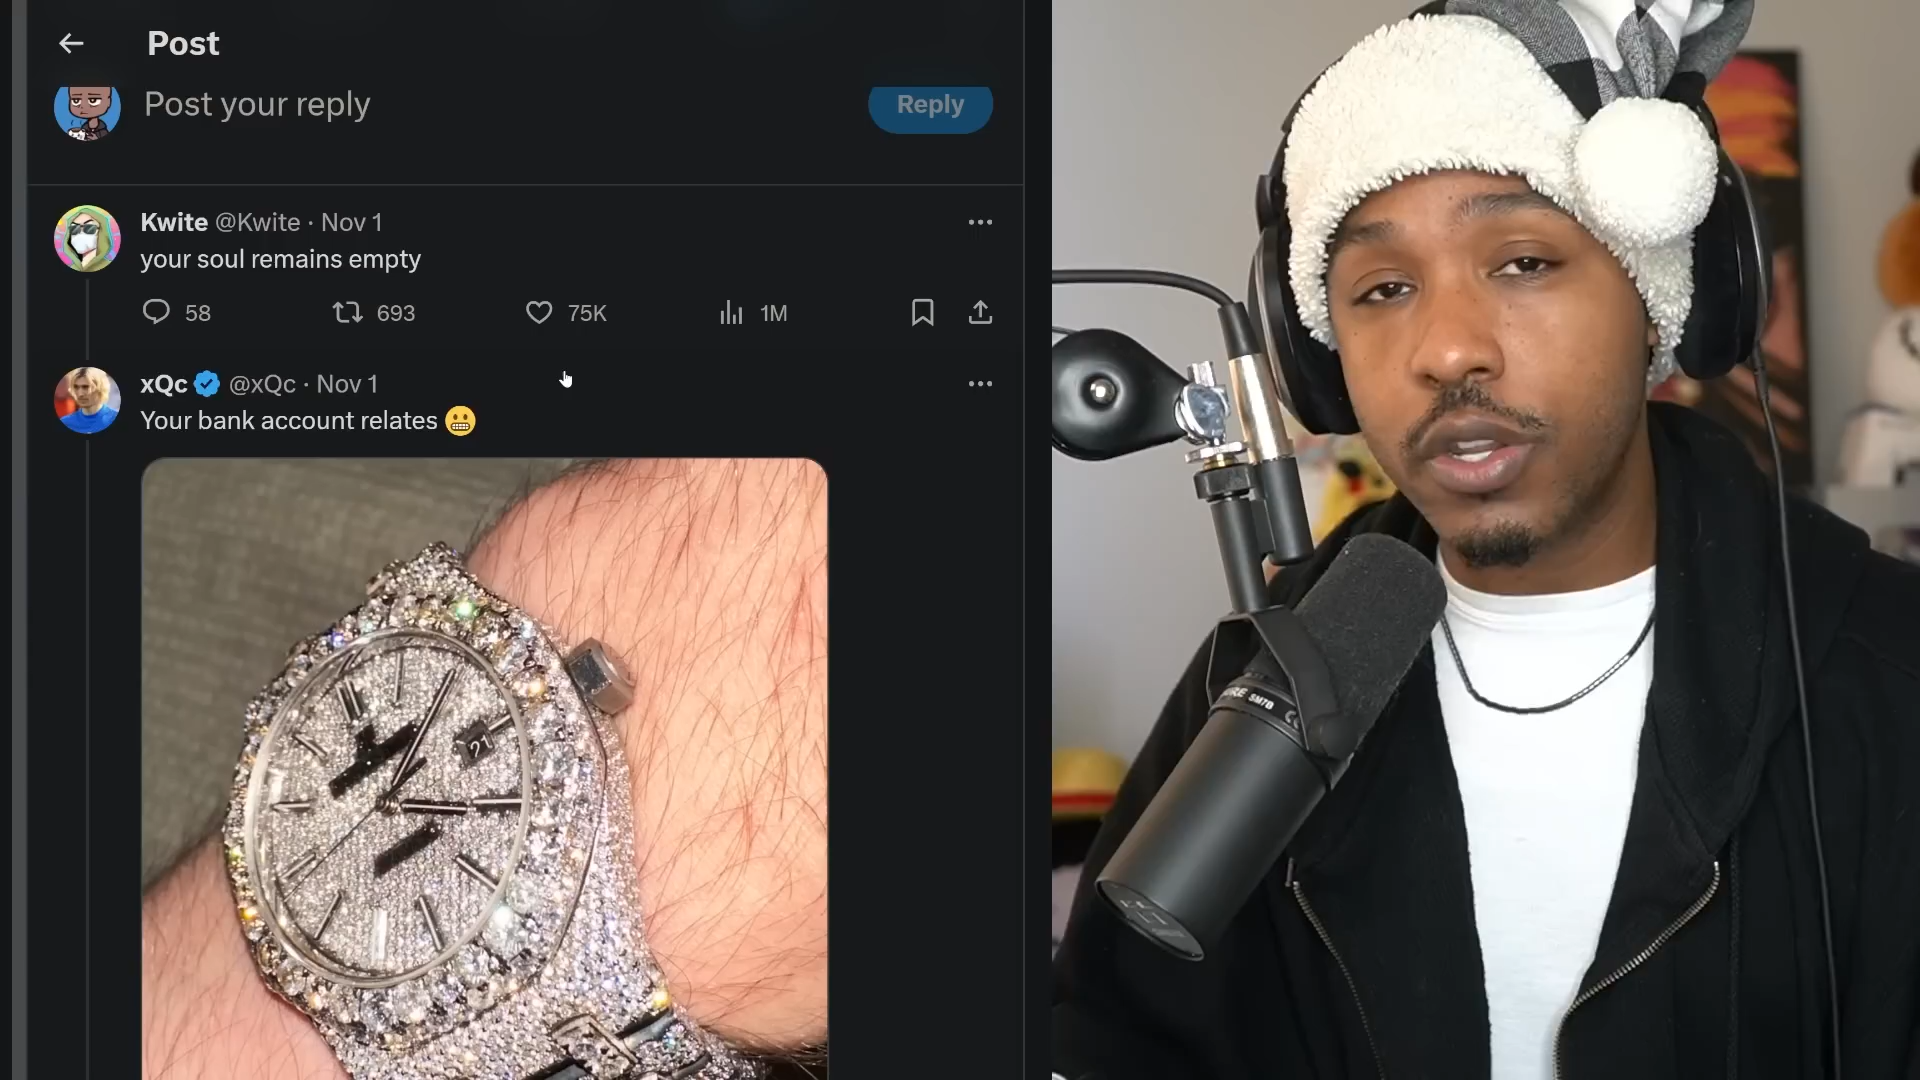 Post
Post your reply
Reply
Kwite @Kwite · Nov 1
your soul remains empty
58 693 75K 1M
xQc @xQc · Nov 1
Your bank account relates 😬
21
SM7B